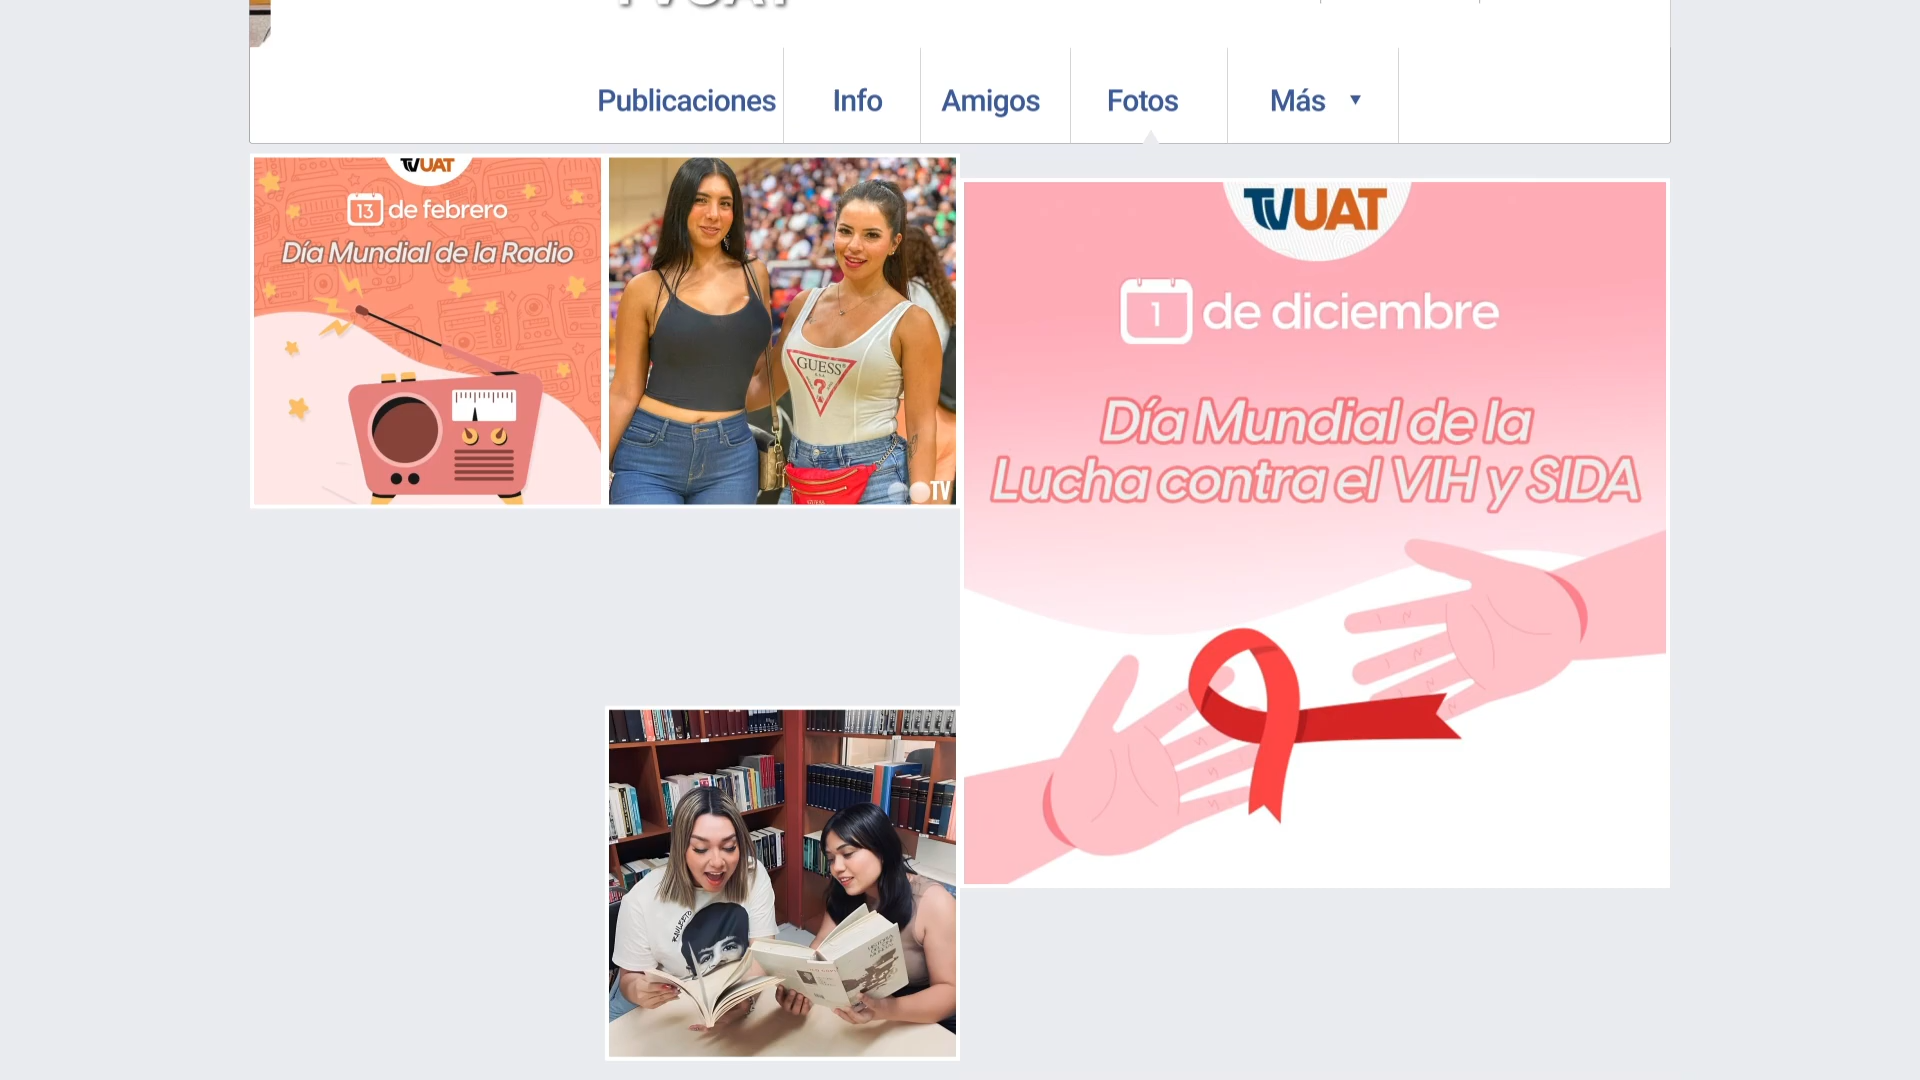 TVUAT
Publicaciones
Info
Amigos
Fotos
Más
TVUAT
13 de febrero
Día Mundial de la Radio
GUESS
?
TV
TVUAT
1 de diciembre
Día Mundial de la
Lucha contra el VIH y SIDA